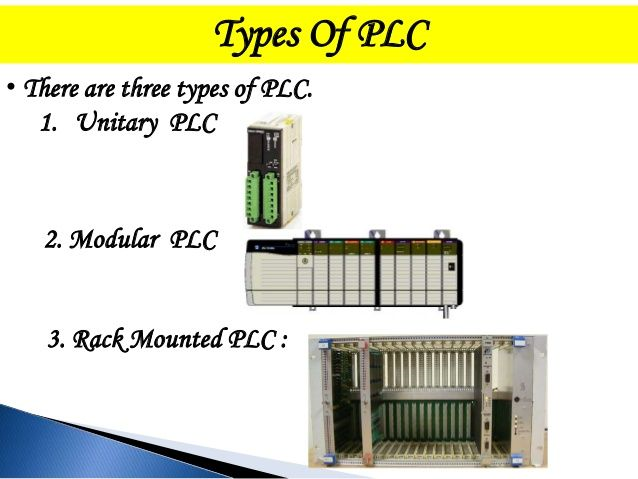 Types Of PLC
• There are three types of PLC.
1. Unitary PLC
2. Modular PLC
3. Rack Mounted PLC :